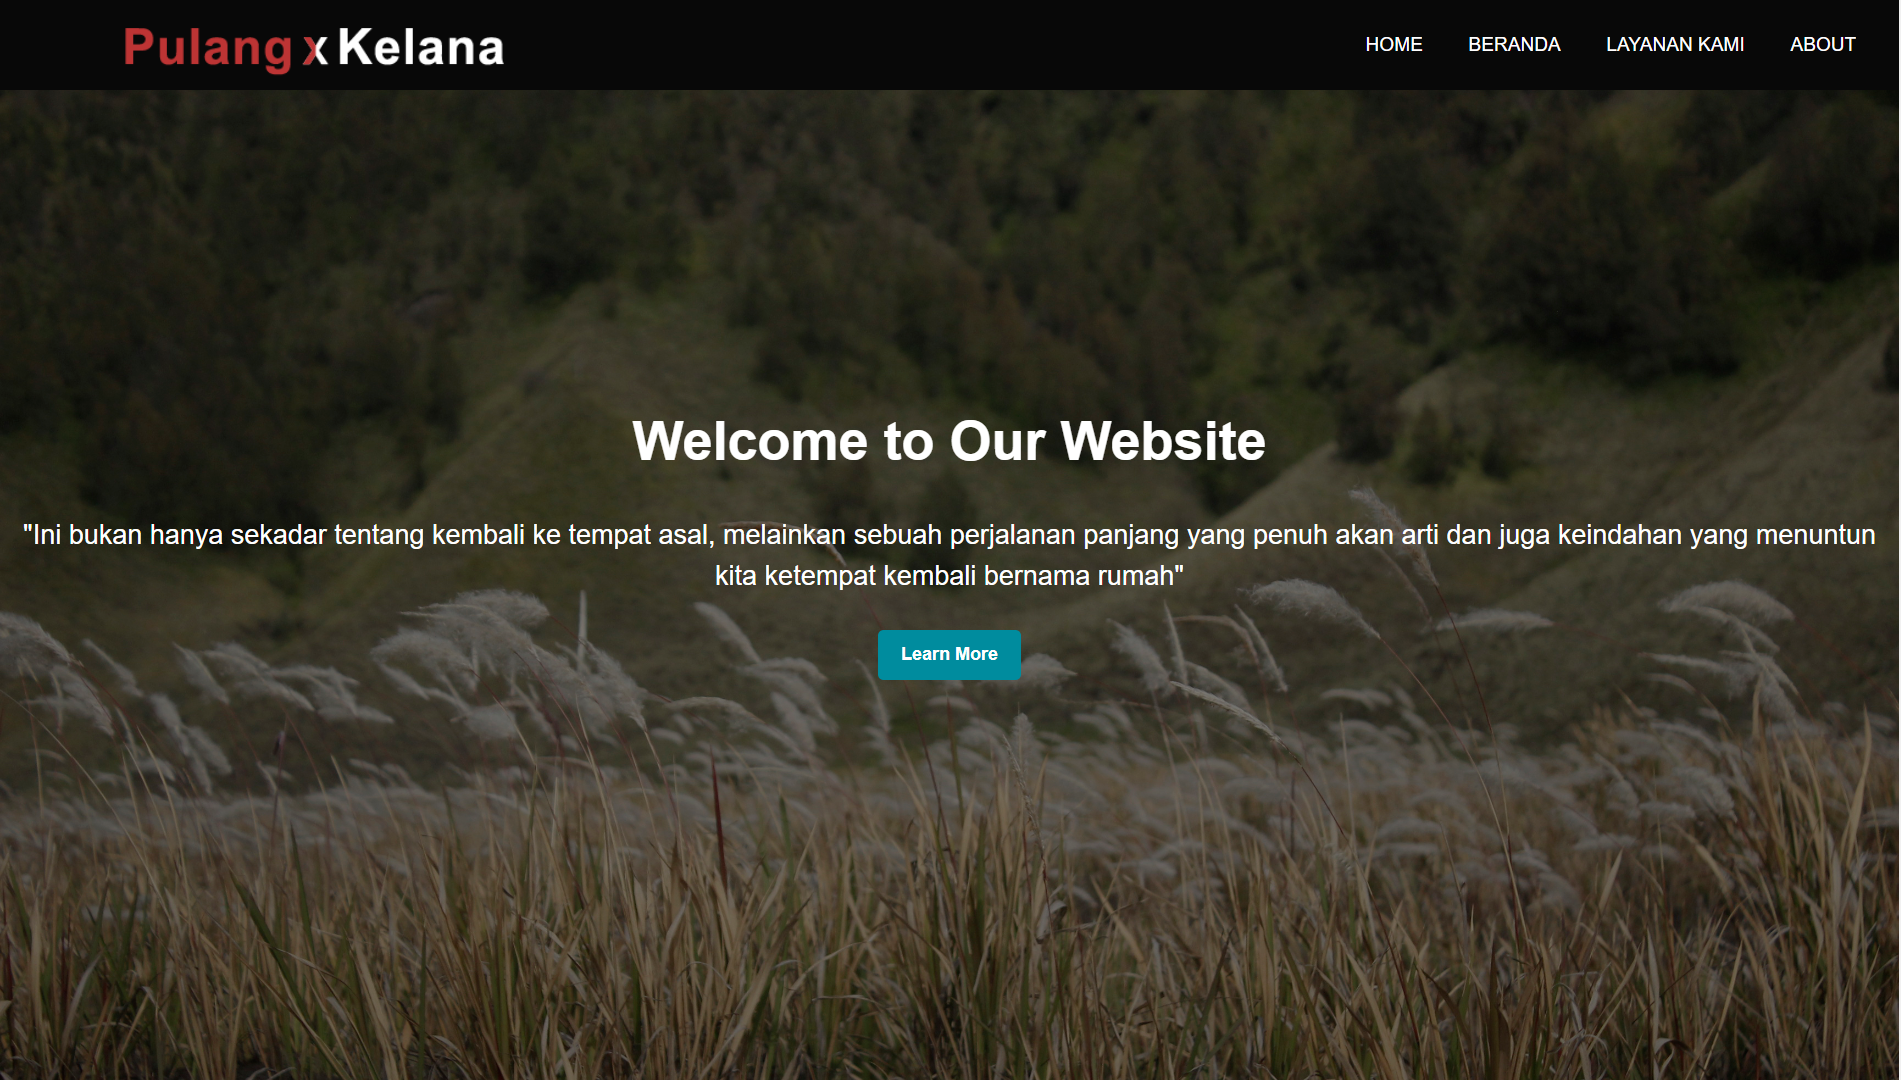 Pulang x Kelana
HOME
BERANDA
LAYANAN KAMI
ABOUT
Welcome to Our Website
"Ini bukan hanya sekadar tentang kembali ke tempat asal, melainkan sebuah perjalanan panjang yang penuh akan arti dan juga keindahan yang menuntun
kita ketempat kembali bernama rumah"
Learn More